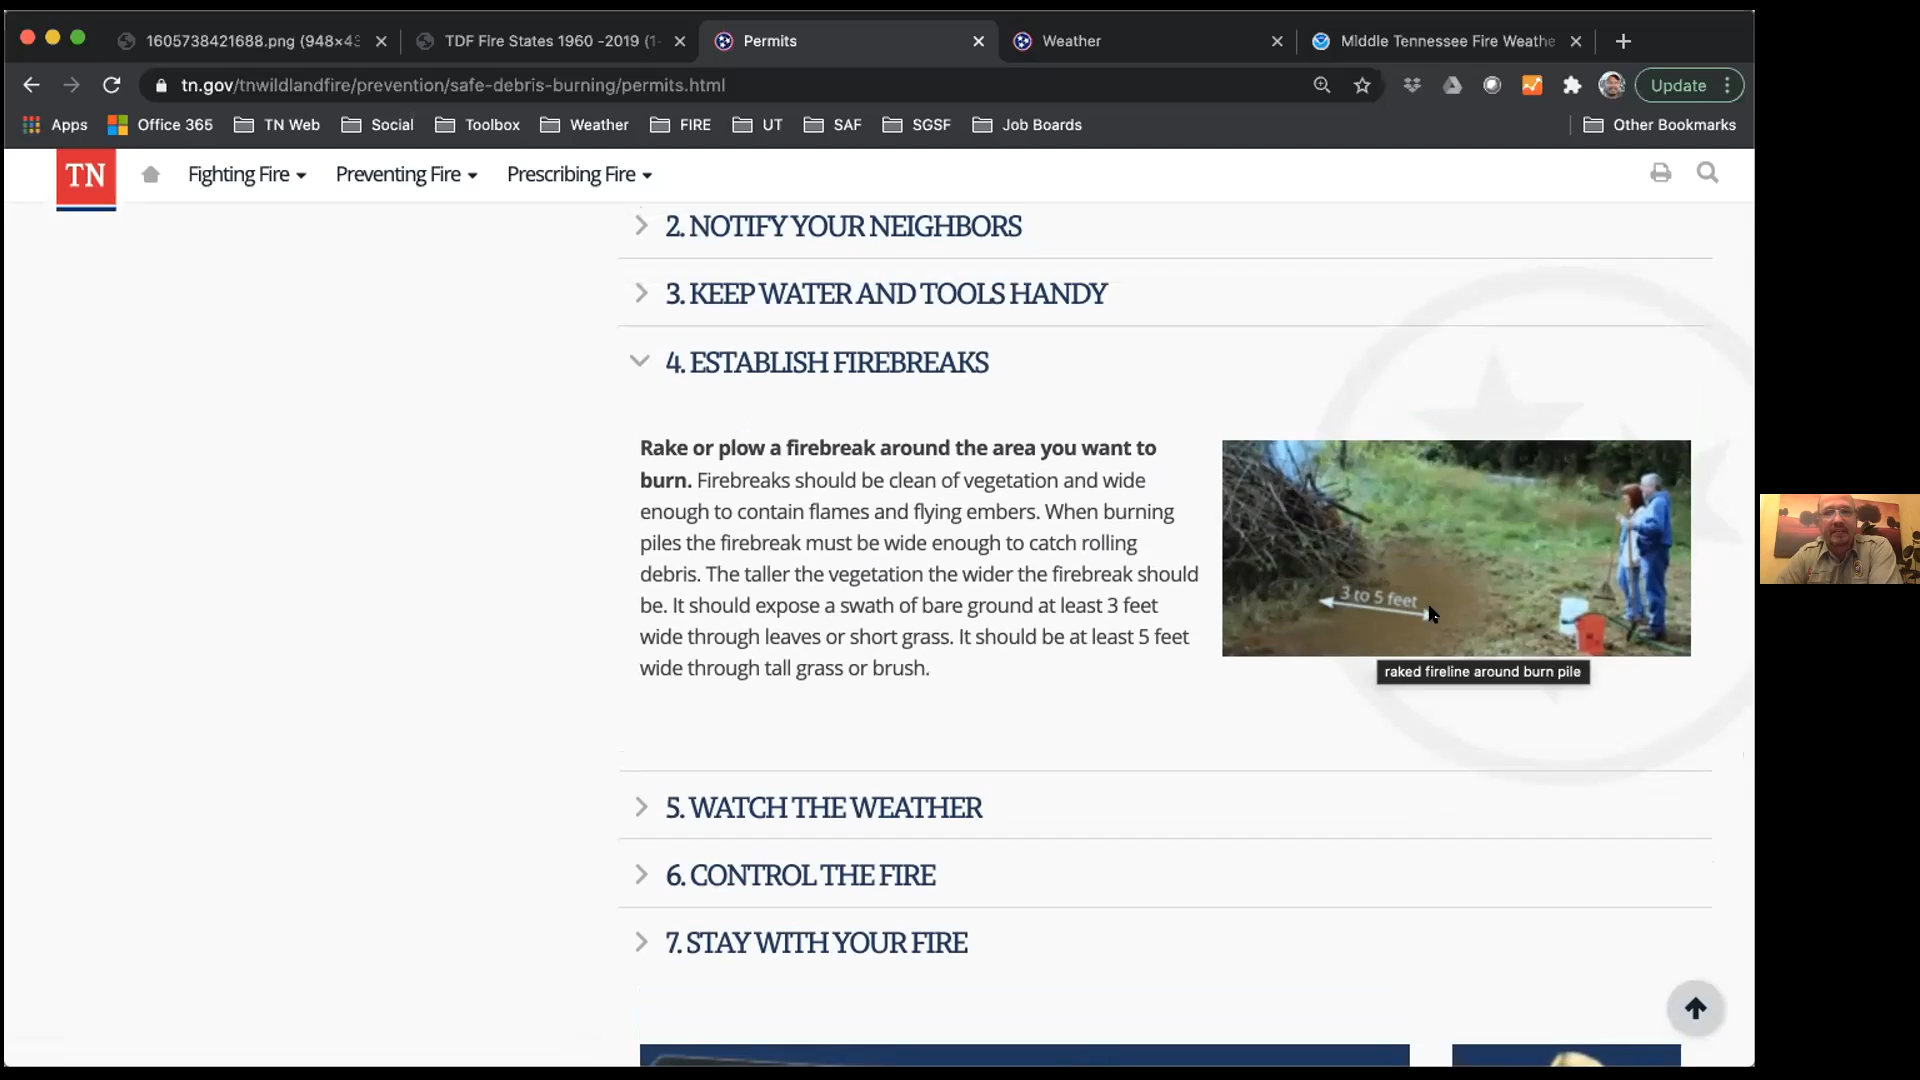 1605738421688.png (948×43
TDF Fire States 1960 -2019 (1-
Permits
Weather
Middle Tennessee Fire Weathe
tn.gov/tnwildlandfire/prevention/safe-debris-burning/permits.html
Update
Apps
Office 365
TN Web
Social
Toolbox
Weather
FIRE
UT
SAF
SGSF
Job Boards
Other Bookmarks
TN
Fighting Fire
Preventing Fire
Prescribing Fire
2. NOTIFY YOUR NEIGHBORS
3. KEEP WATER AND TOOLS HANDY
4. ESTABLISH FIREBREAKS
Rake or plow a firebreak around the area you want to
burn. Firebreaks should be clean of vegetation and wide
enough to contain flames and flying embers. When burning
piles the firebreak must be wide enough to catch rolling
debris. The taller the vegetation the wider the firebreak should
be. It should expose a swath of bare ground at least 3 feet
wide through leaves or short grass. It should be at least 5 feet
wide through tall grass or brush.
3 to 5 feet
raked fireline around burn pile
5. WATCH THE WEATHER
6. CONTROL THE FIRE
7. STAY WITH YOUR FIRE